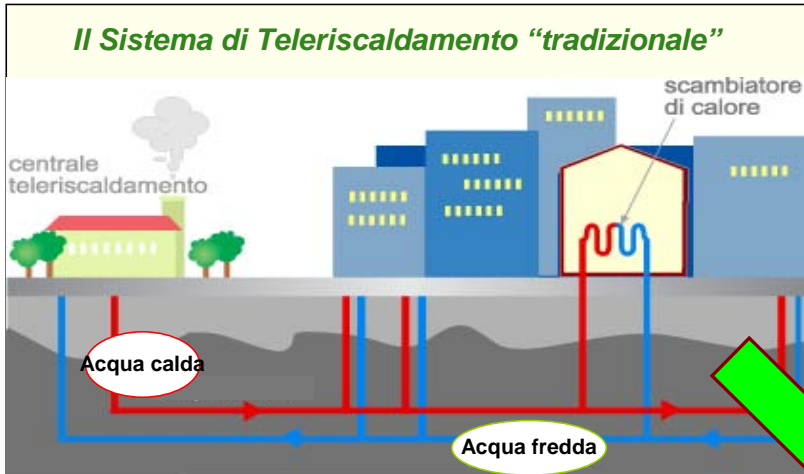 Il Sistema di Teleriscaldamento “tradizionale”
scambiatore
di calore
centrale
teleriscaldamento
Acqua calda
Acqua fredda